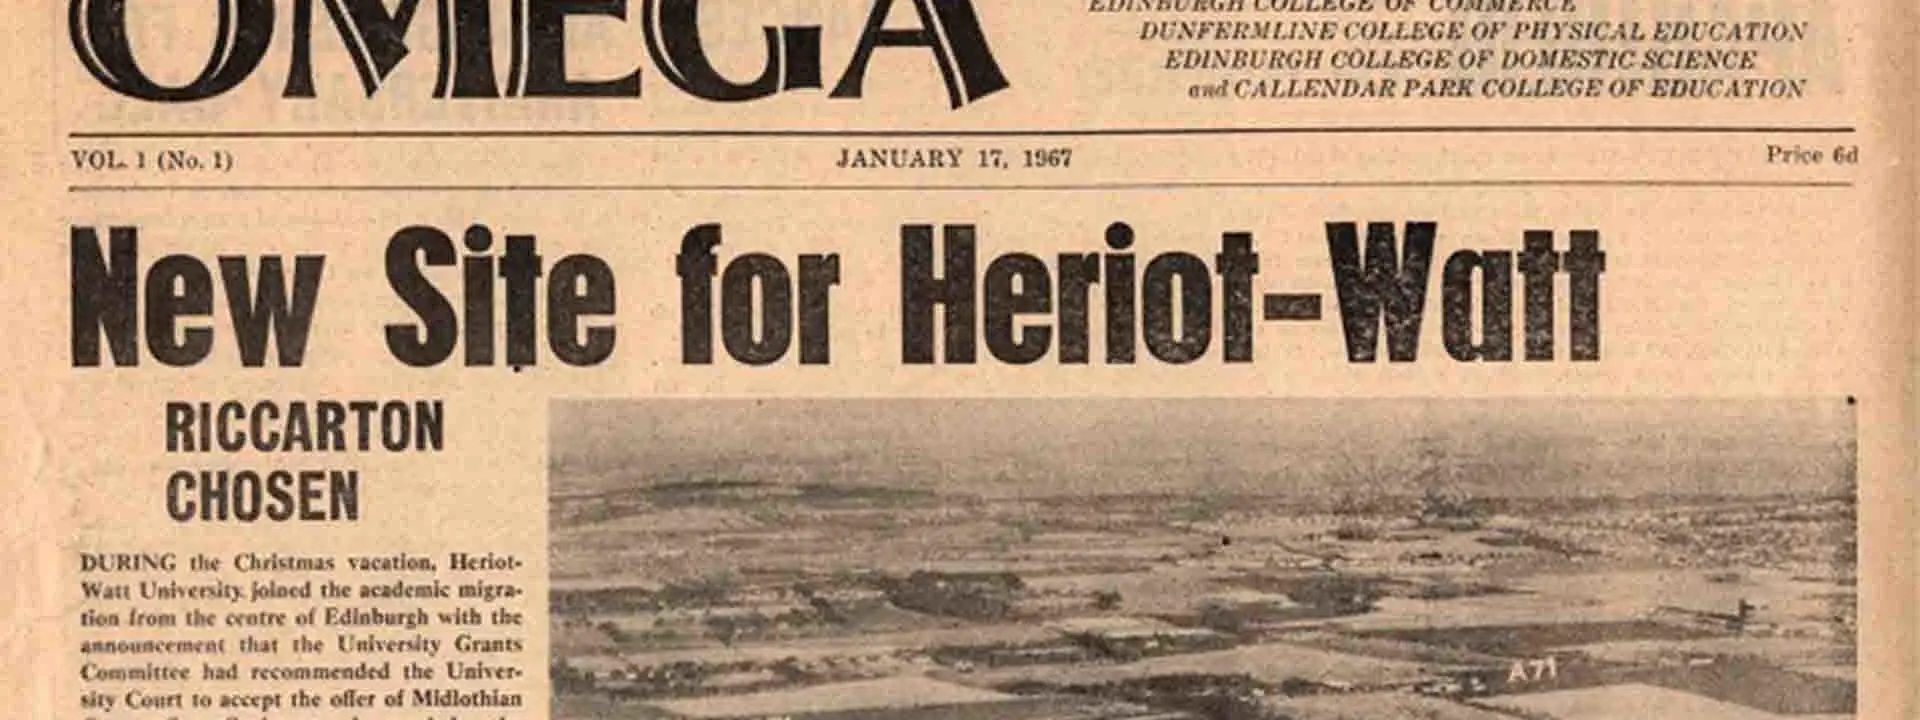 OMEGA
EDINBURGH COLLEGE OF COMMERCE
DUNFERMLINE COLLEGE OF PHYSICAL EDUCATION
EDINBURGH COLLEGE OF DOMESTIC SCIENCE
and CALLENDAR PARK COLLEGE OF EDUCATION
VOL. 1 (No. 1)
JANUARY 17, 1967
Price 6d
New Site for Heriot-Watt
RICCARTON
CHOSEN
DURING the Christmas vacation, Heriot-
Watt University joined the academic migra-
tion from the centre of Edinburgh with the
announcement that the University Grants
Committee had recommended the Univer-
sity Court to accept the offer of Midlothian
A71